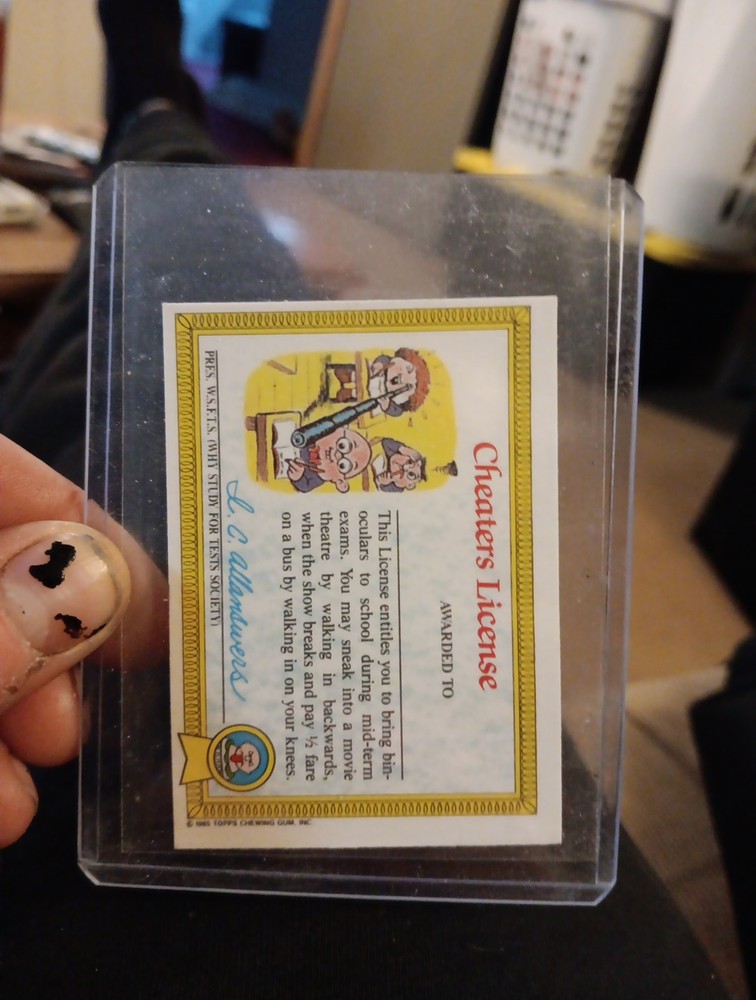 Cheaters License
AWARDED TO
This License entitles you to bring bin-
oculars to school during mid-term
exams. You may sneak into a movie
theatre by walking in backwards,
when the show breaks and pay ½ fare
on a bus by walking in on your knees.
I. C. Allanswers
PRES. W.S.F.T.S. (WHY STUDY FOR TESTS SOCIETY)
© 1985 TOPPS CHEWING GUM, INC.